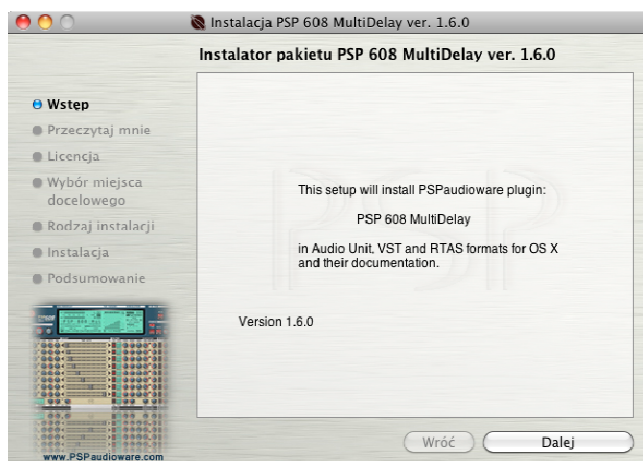 Instalacja PSP 608 MultiDelay ver. 1.6.0
Instalator pakietu PSP 608 MultiDelay ver. 1.6.0
Wstęp
Przeczytaj mnie
Licencja
Wybór miejsca
docelowego
Rodzaj instalacji
Instalacja
Podsumowanie
PSP
This setup will install PSPaudioware plugin:
PSP 608 MultiDelay
in Audio Unit, VST and RTAS formats for OS X
and their documentation.
Version 1.6.0
www.PSPaudioware.com
Wróć
Dalej